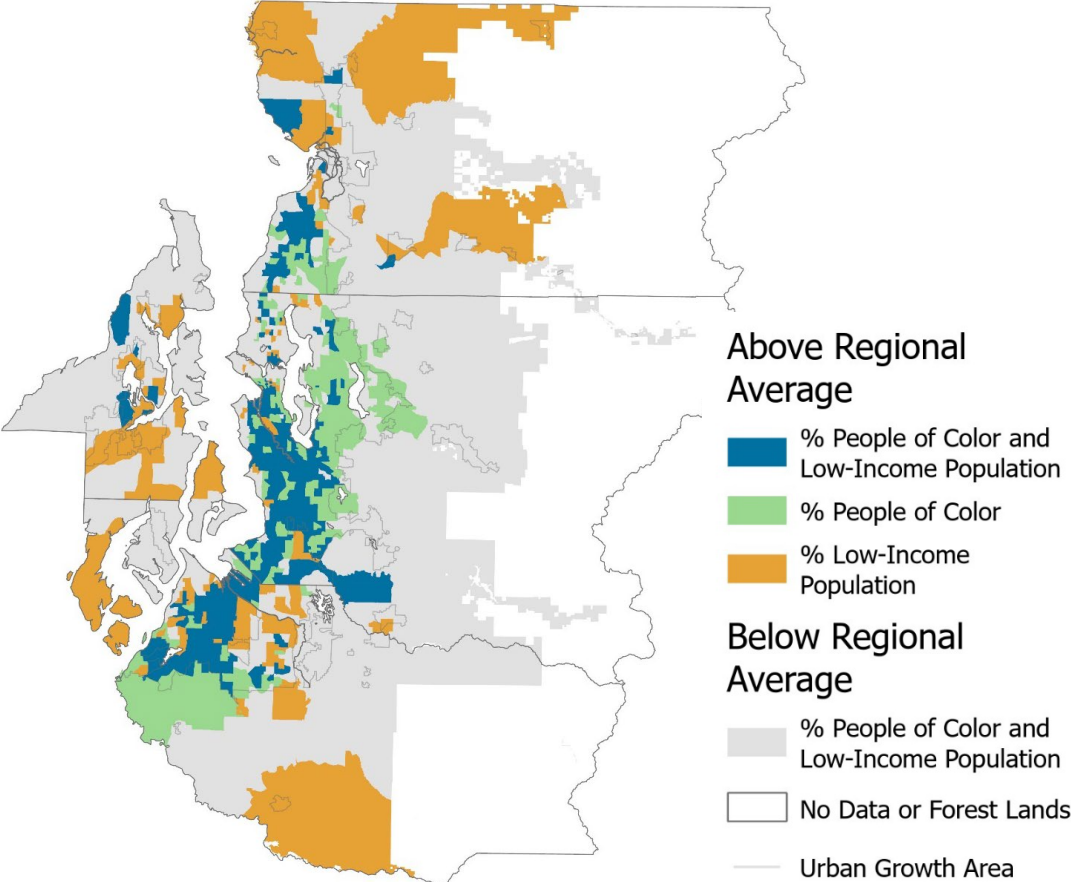 Above Regional
Average
% People of Color and
Low-Income Population
% People of Color
% Low-Income
Population
Below Regional
Average
% People of Color and
Low-Income Population
No Data or Forest Lands
Urban Growth Area